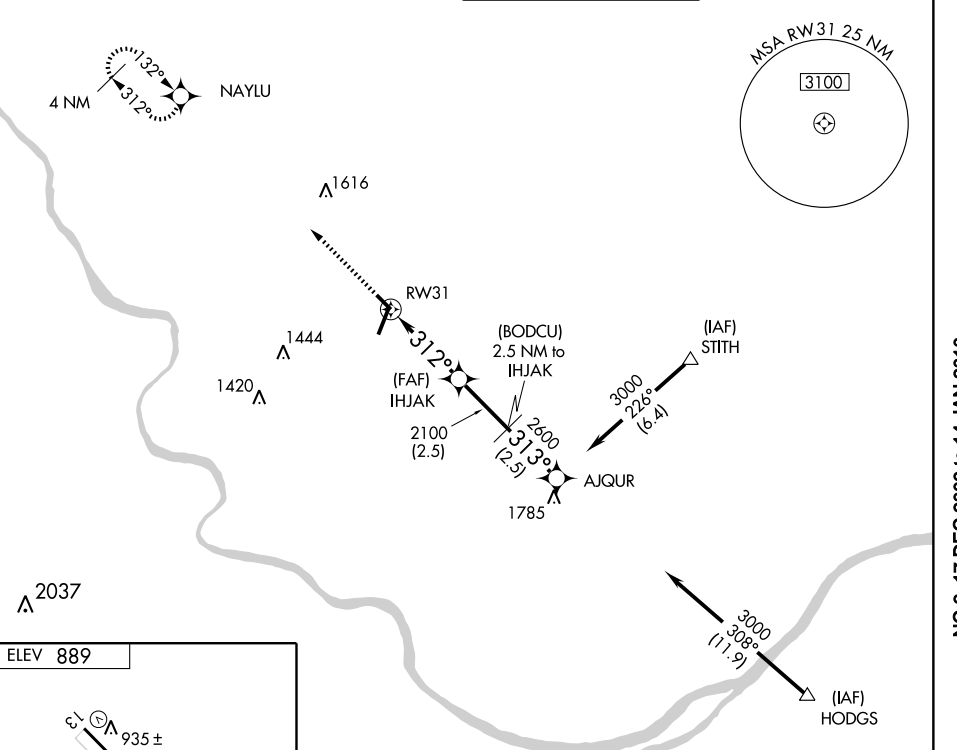 MSA RW31 25 NM
3100
132°
312°
4 NM
NAYLU
1616
RW31
312°
1444
1420
(FAF)
IHJAK
(BODCU)
2.5 NM to
IHJAK
(IAF)
STITH
3000
226°
(6.4)
2100
(2.5)
2600
313°
(2.5)
AJQUR
1785
2037
3000
308°
(11.9)
(IAF)
HODGS
ELEV 889
13
V
935 ±